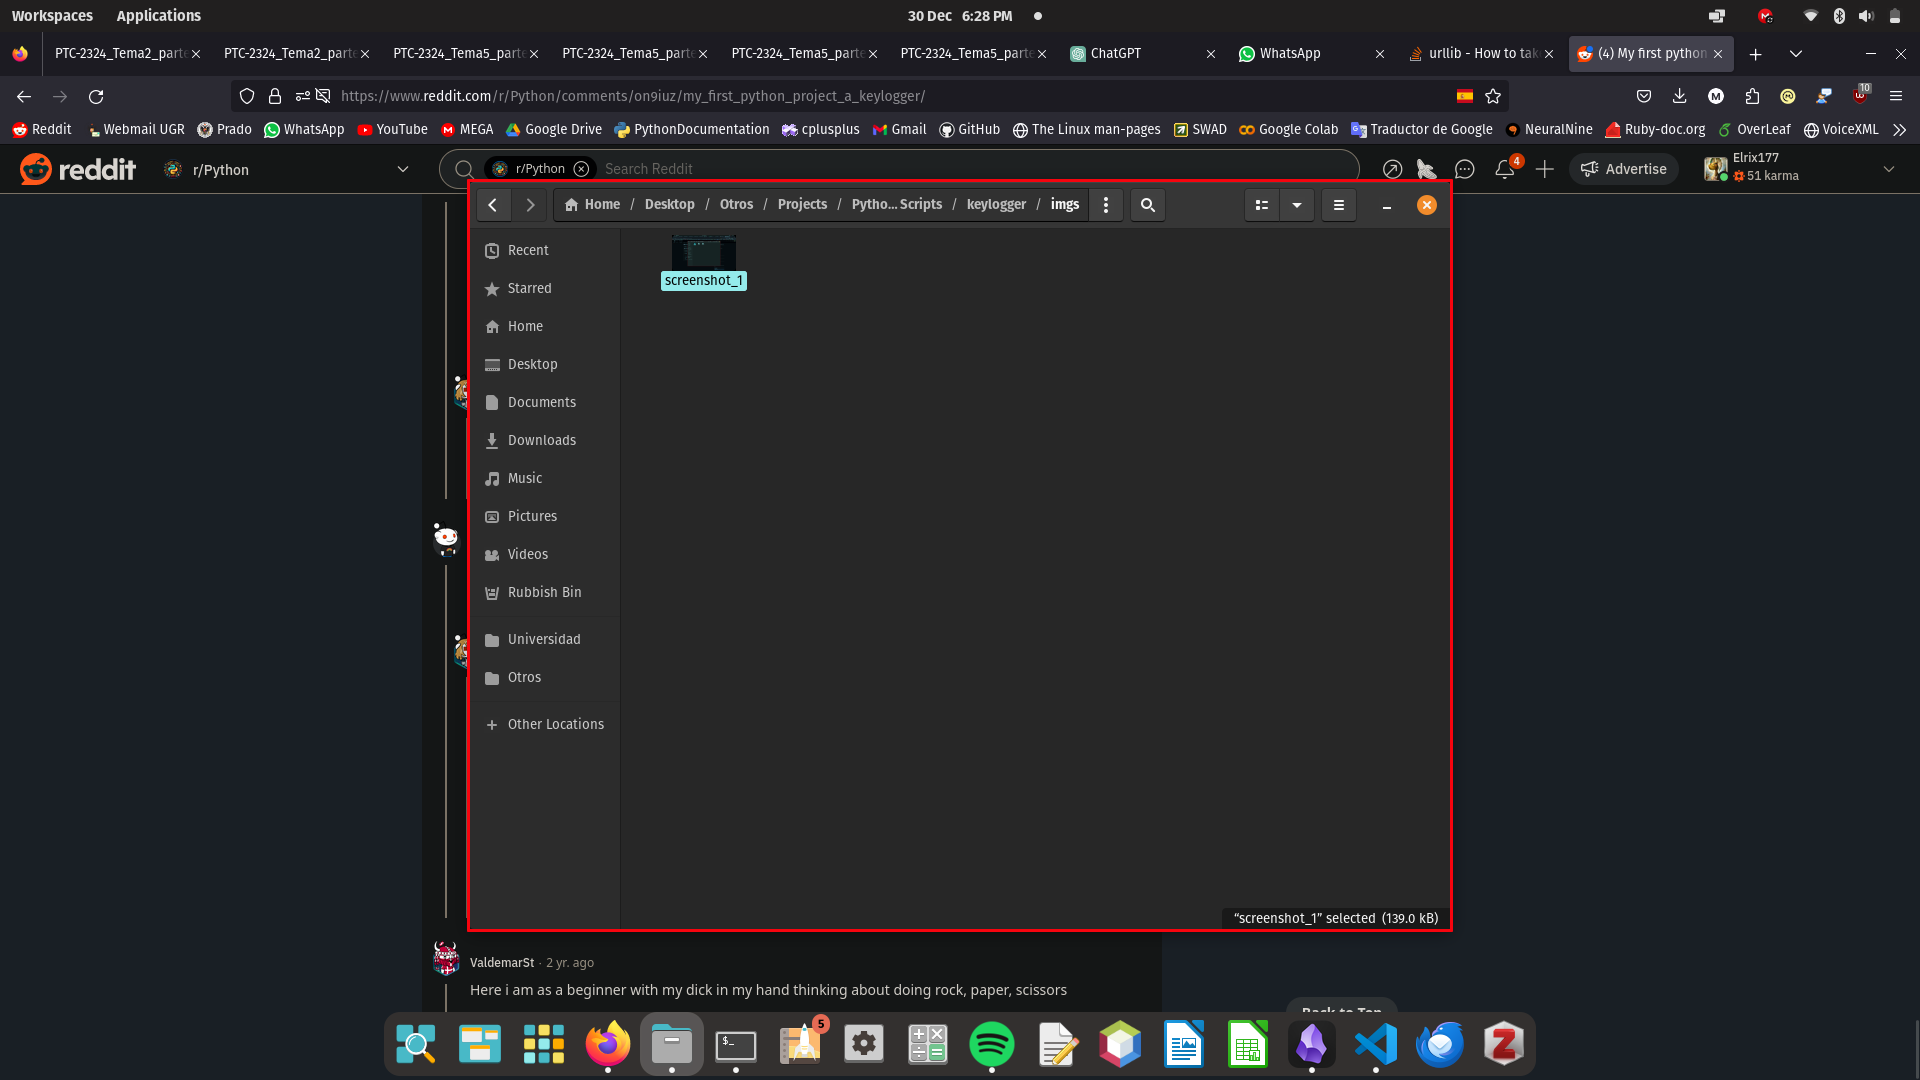 Workspaces Applications 30 Dec 6:28 PM
PTC-2324_Tema2_parte PTC-2324_Tema2_parte PTC-2324_Tema5_parte PTC-2324_Tema5_parte PTC-2324_Tema5_parte PTC-2324_Tema5_parte ChatGPT WhatsApp urllib - How to tak (4) My first python
https://www.reddit.com/r/Python/comments/on9iuz/my_first_python_project_a_keylogger/ 10
Reddit Webmail UGR Prado WhatsApp YouTube MEGA Google Drive PythonDocumentation cplusplus Gmail GitHub The Linux man-pages SWAD Google Colab Traductor de Google NeuralNine Ruby-doc.org OverLeaf VoiceXML
reddit r/Python r/Python Search Reddit 4 Advertise Elrix177
51 karma
Home / Desktop / Otros / Projects / Pytho... Scripts / keylogger / imgs
Recent
screenshot_1
Starred
Home
Desktop
Documents
Downloads
Music
Pictures
Videos
Rubbish Bin
Universidad
Otros
Other Locations
“screenshot_1” selected (139.0 kB)
ValdemarSt · 2 yr. ago
Here i am as a beginner with my dick in my hand thinking about doing rock, paper, scissors
Back to Top
$_ 5